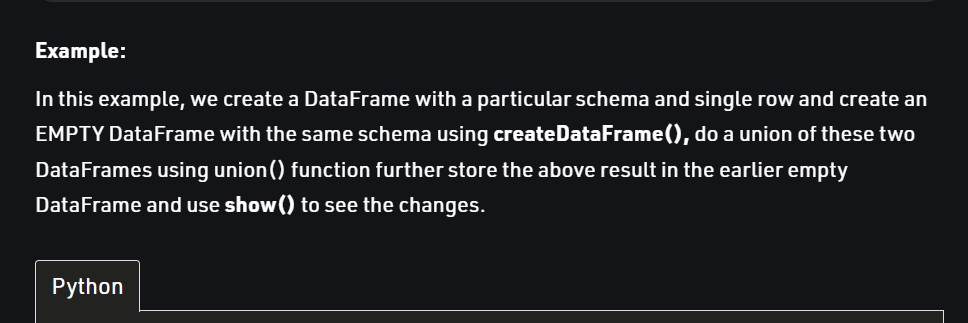 Example:
In this example, we create a DataFrame with a particular schema and single row and create an
EMPTY DataFrame with the same schema using createDataFrame(), do a union of these two
DataFrames using union() function further store the above result in the earlier empty
DataFrame and use show() to see the changes.
Python